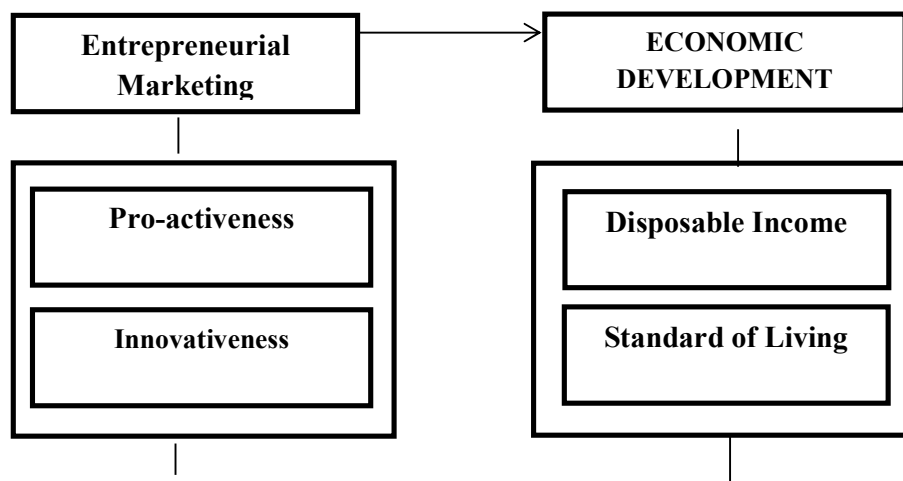 Entrepreneurial
Marketing
ECONOMIC
DEVELOPMENT
Pro-activeness
Innovativeness
Disposable Income
Standard of Living